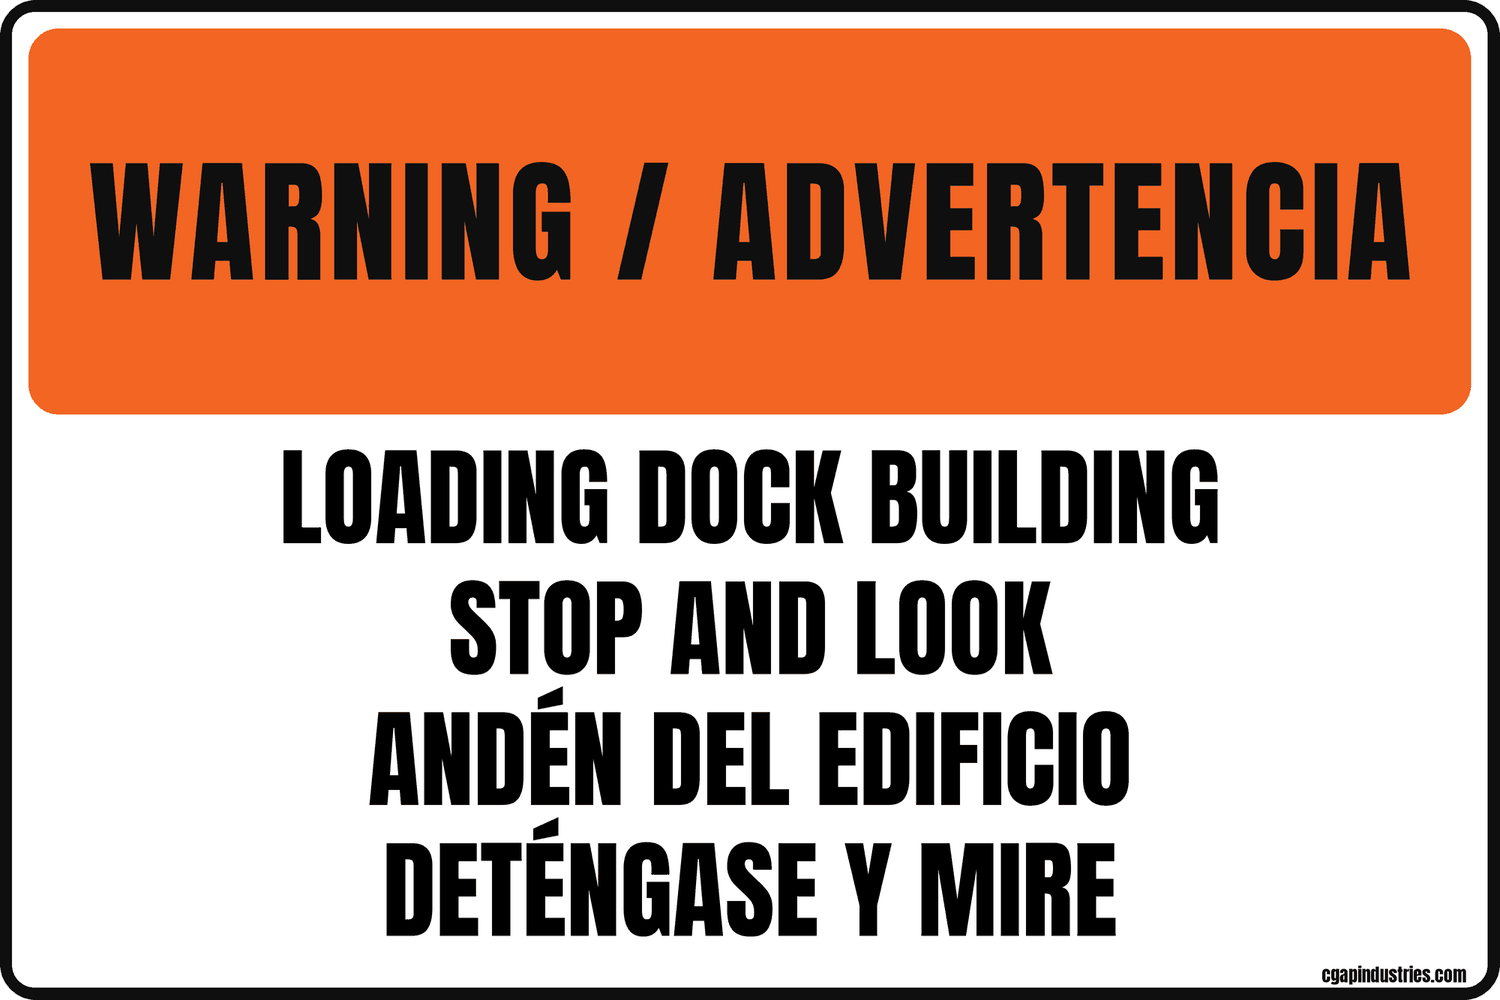 WARNING / ADVERTENCIA
LOADING DOCK BUILDING
STOP AND LOOK
ANDÉN DEL EDIFICIO
DETÉNGASE Y MIRE
cgapindustries.com